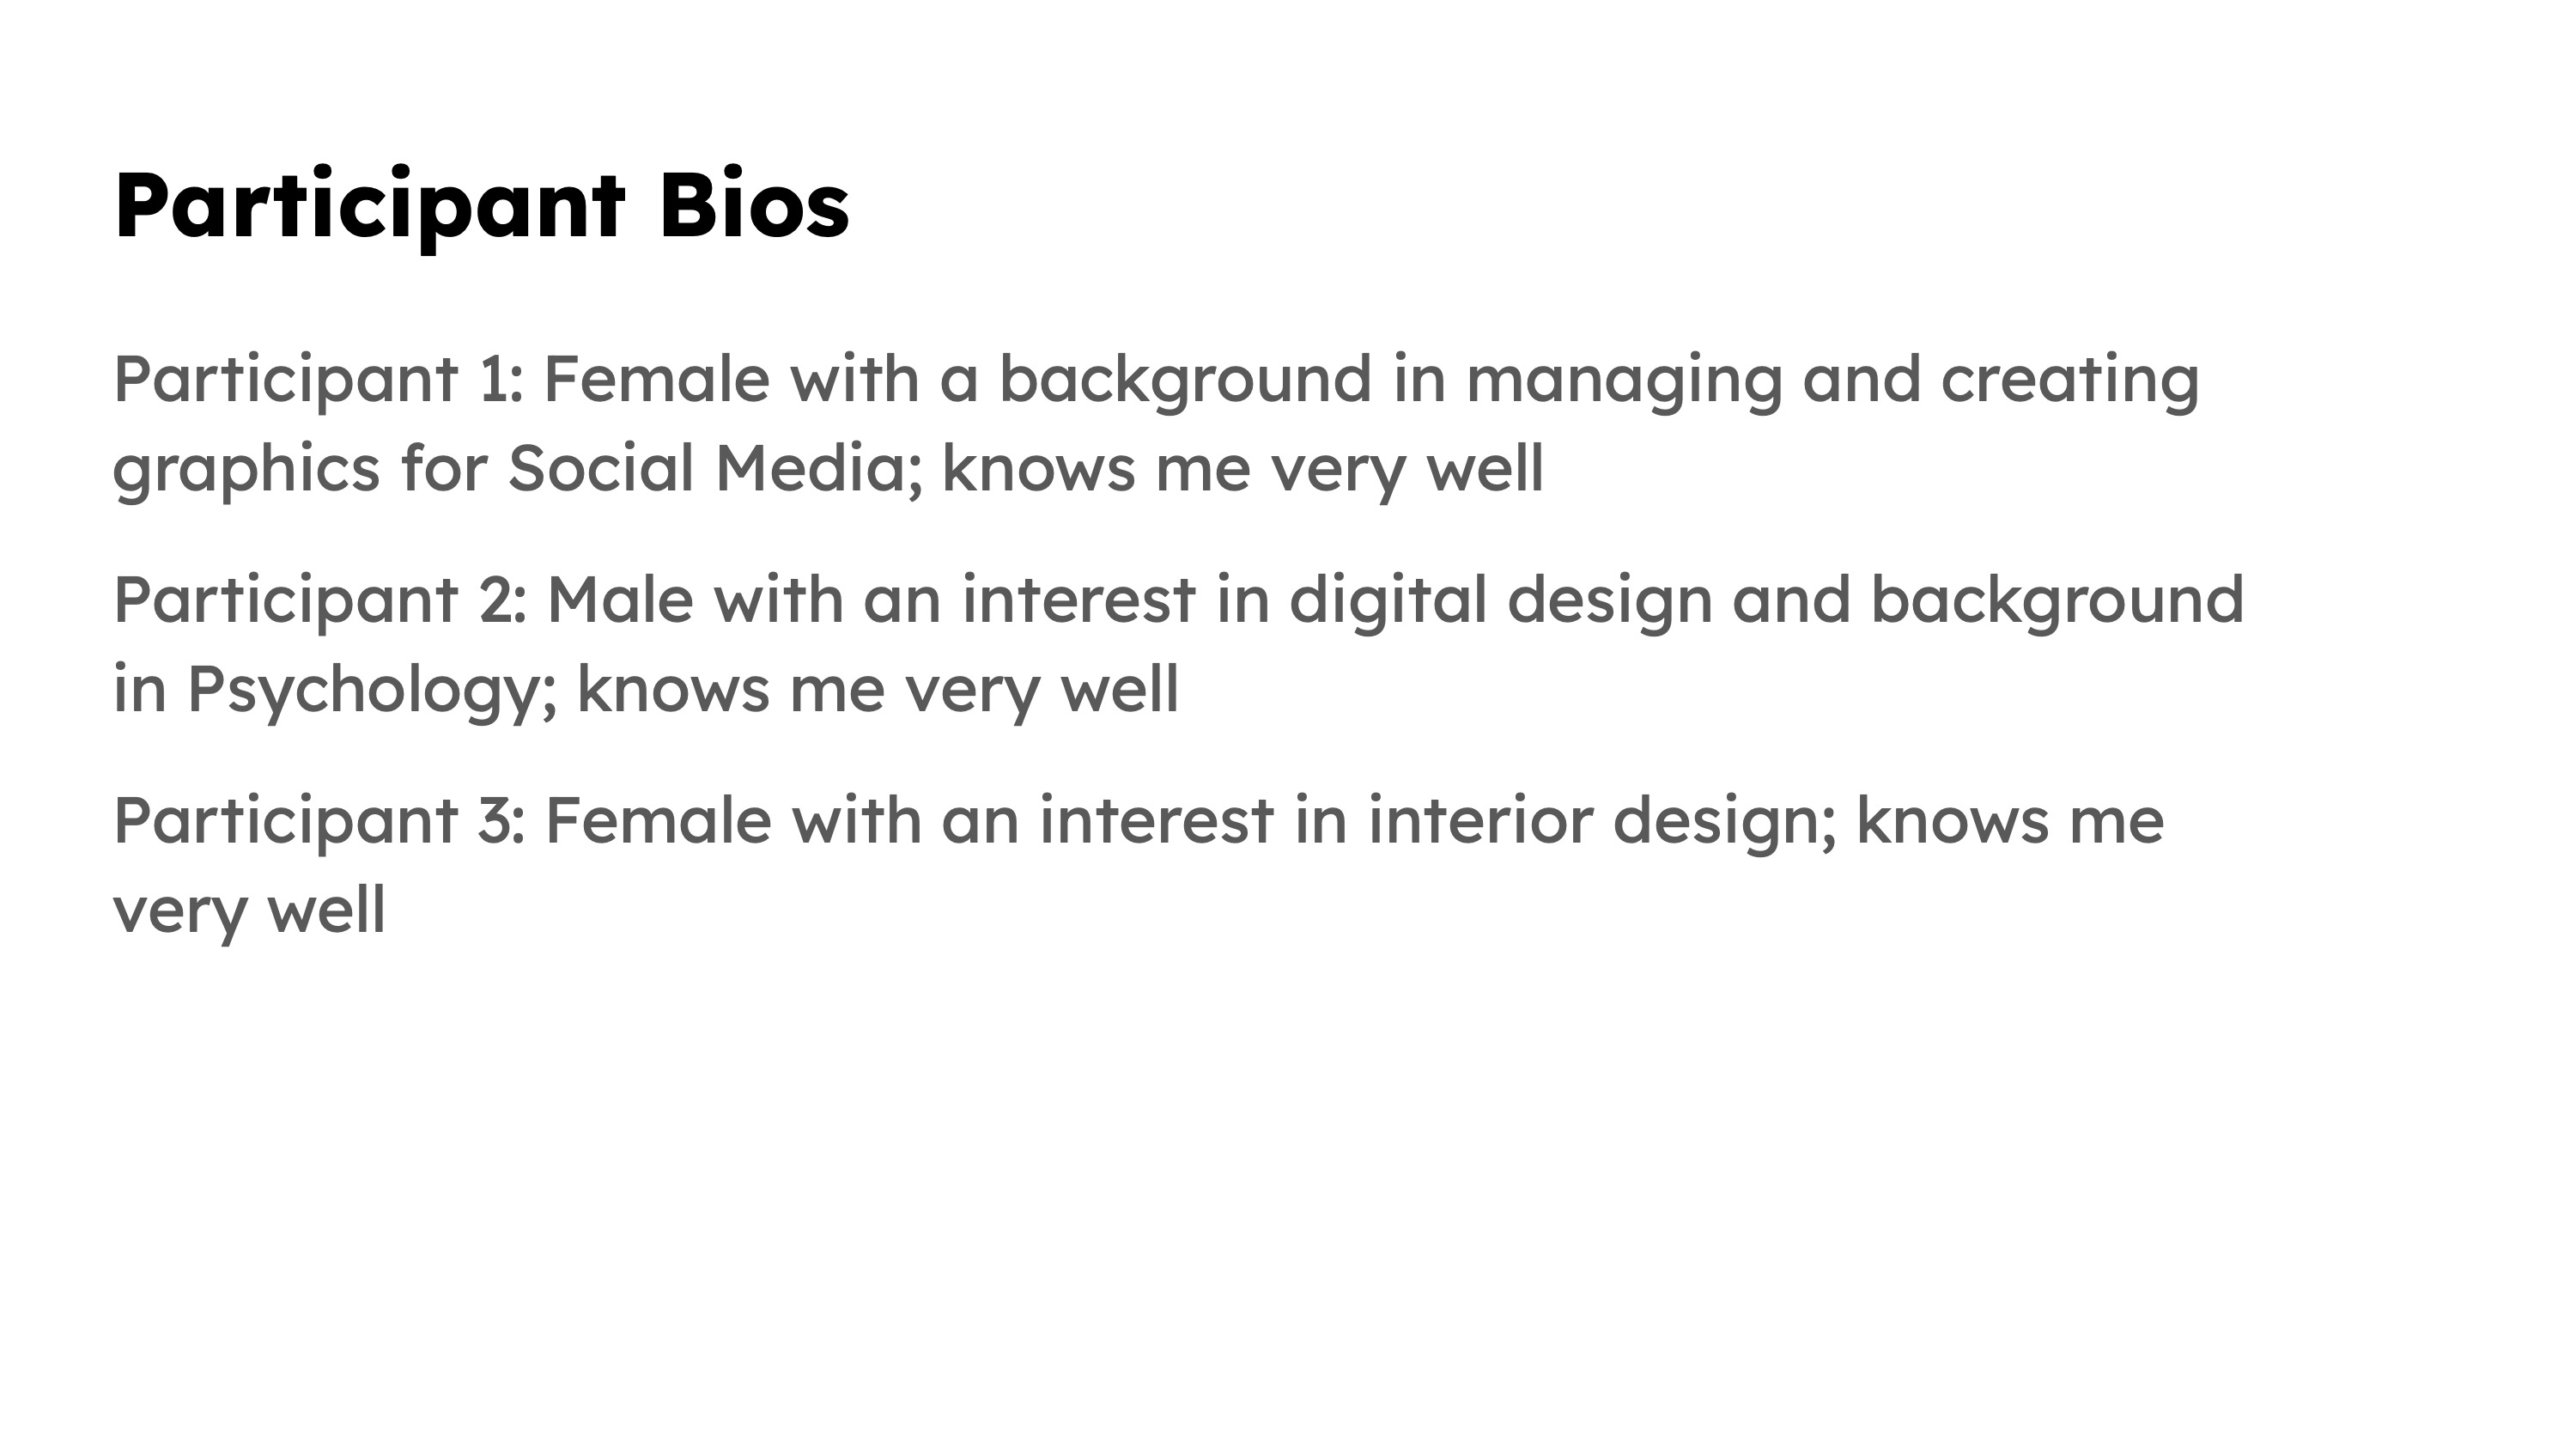 Participant Bios
Participant 1: Female with a background in managing and creating
graphics for Social Media; knows me very well
Participant 2: Male with an interest in digital design and background
in Psychology; knows me very well
Participant 3: Female with an interest in interior design; knows me
very well